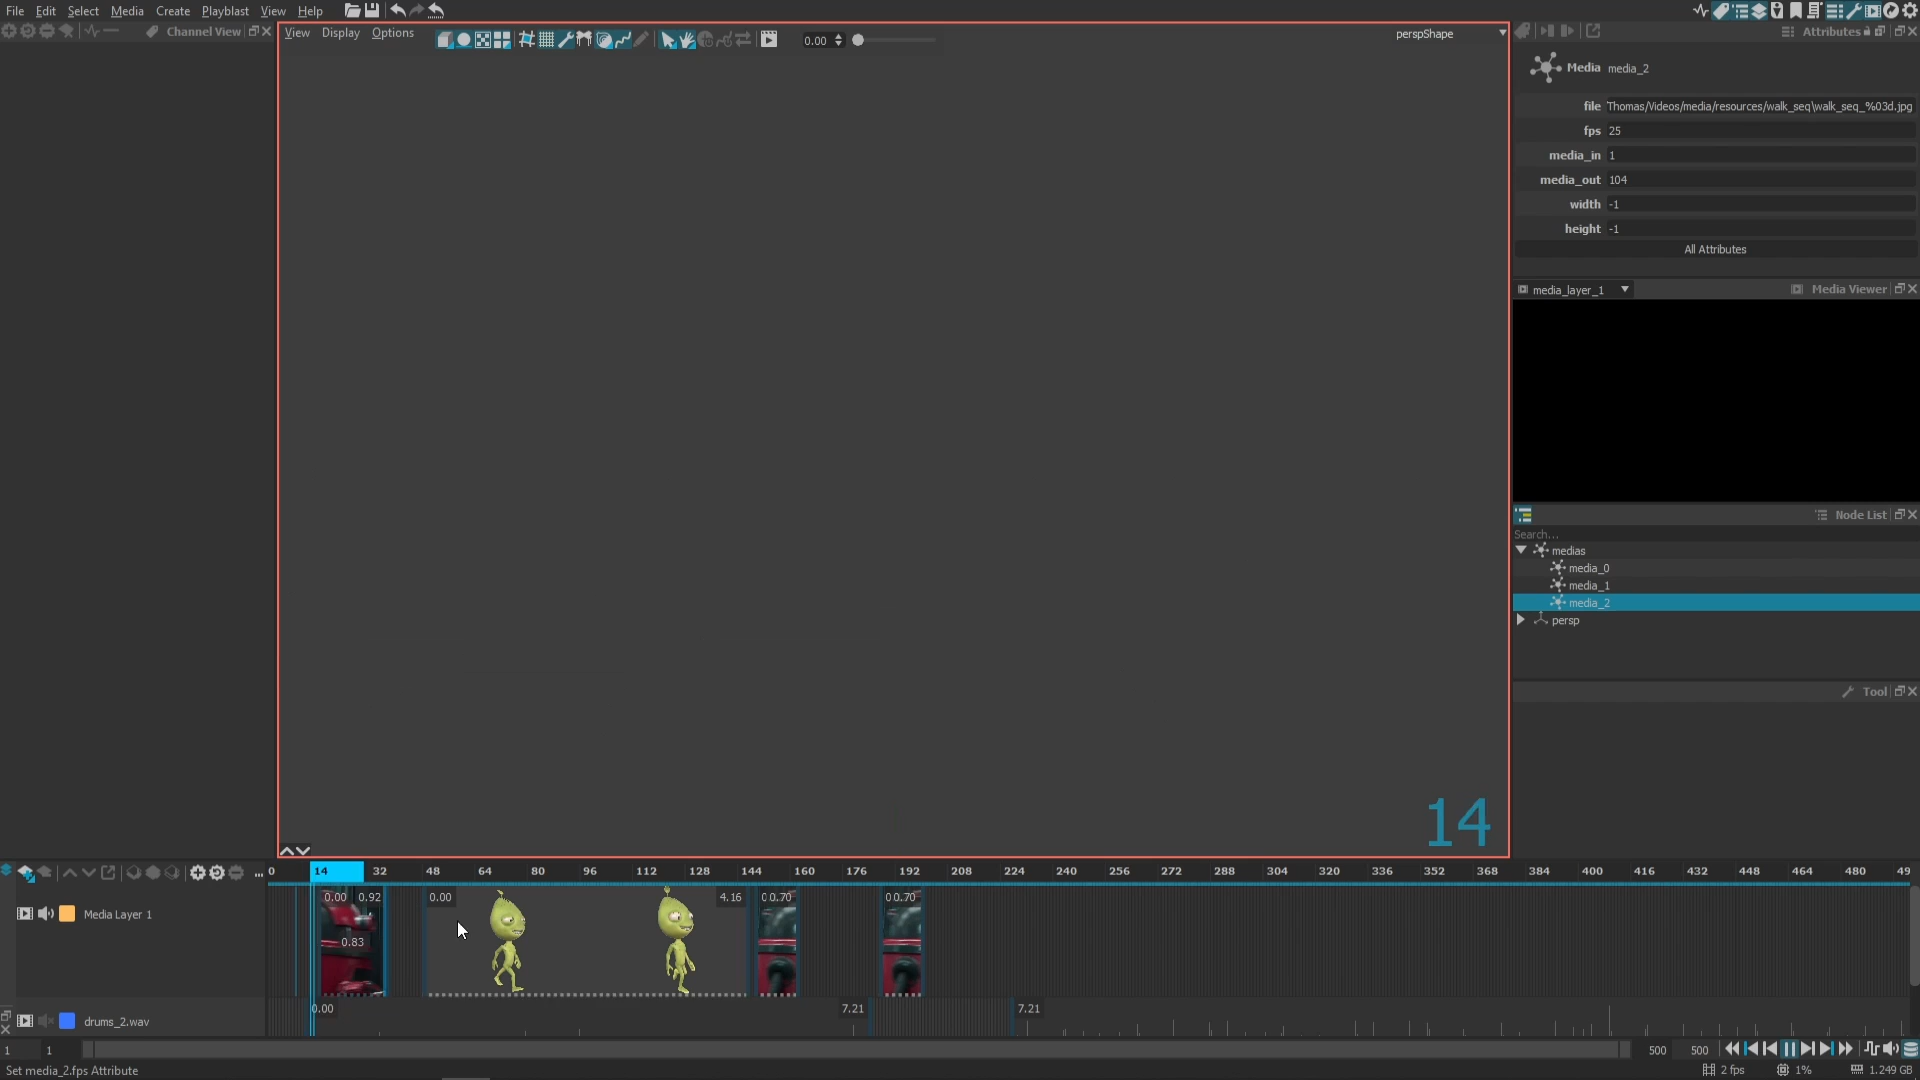 File Edit Select Media Create Playblast View Help
Channel View
View Display Options
0.00
perspShape
Attributes
Media media_2
file Thomas/Videos/media/resources/walk_seq\walk_seq_%03d.jpg
fps 25
media_in 1
media_out 104
width -1
height -1
All Attributes
media_layer_1
Media Viewer
Node List
Search...
medias
media_0
media_1
media_2
persp
Tool
14
... 0 14 32 48 64 80 96 112 128 144 160 176 192 208 224 240 256 272 288 304 320 336 352 368 384 400 416 432 448 464 480 49
0.00 0.92 0.00 4.16 0 0.70 0 0.70
Media Layer 1
0.83
0.00 7.21 7.21
drums_2.wav
1 1 500 500
Set media_2.fps Attribute
2 fps 1% 1.249 GB